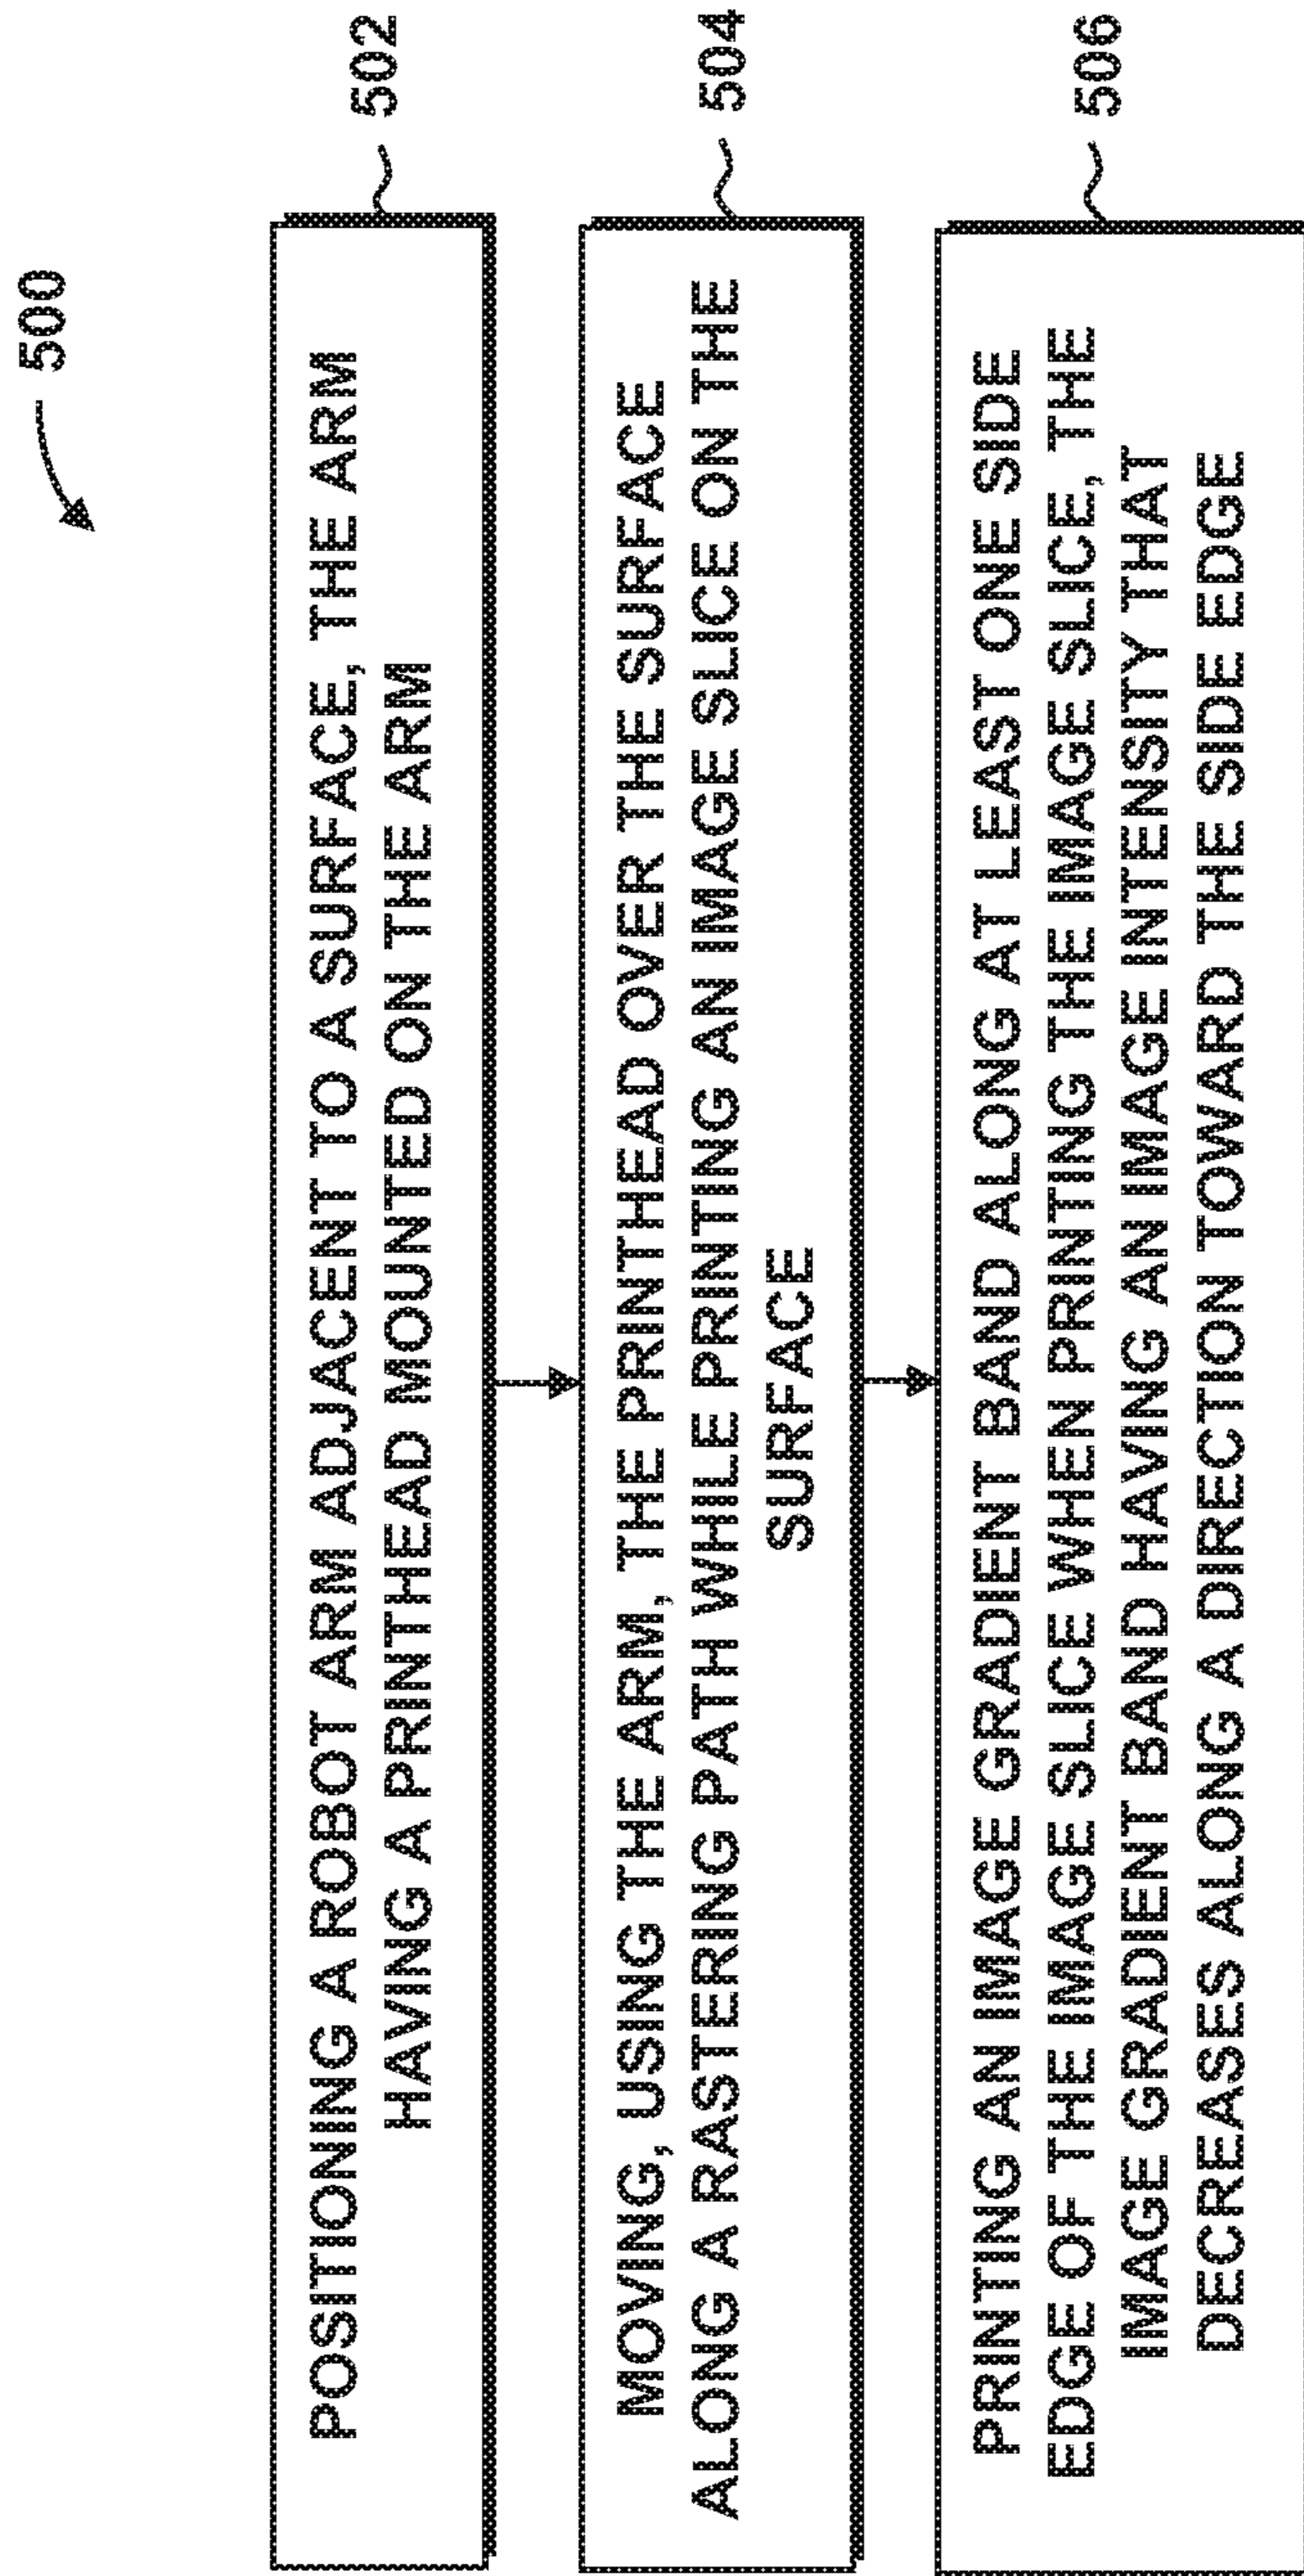 500
POSITIONING A ROBOT ARM ADJACENT TO A SURFACE, THE ARM
HAVING A PRINTHEAD MOUNTED ON THE ARM
502
MOVING, USING THE ARM, THE PRINTHEAD OVER THE SURFACE
ALONG A RASTERING PATH WHILE PRINTING AN IMAGE SLICE ON THE
SURFACE
504
PRINTING AN IMAGE GRADIENT BAND ALONG AT LEAST ONE SIDE
EDGE OF THE IMAGE SLICE WHEN PRINTING THE IMAGE SLICE, THE
IMAGE GRADIENT BAND HAVING AN IMAGE INTENSITY THAT
DECREASES ALONG A DIRECTION TOWARD THE SIDE EDGE
506